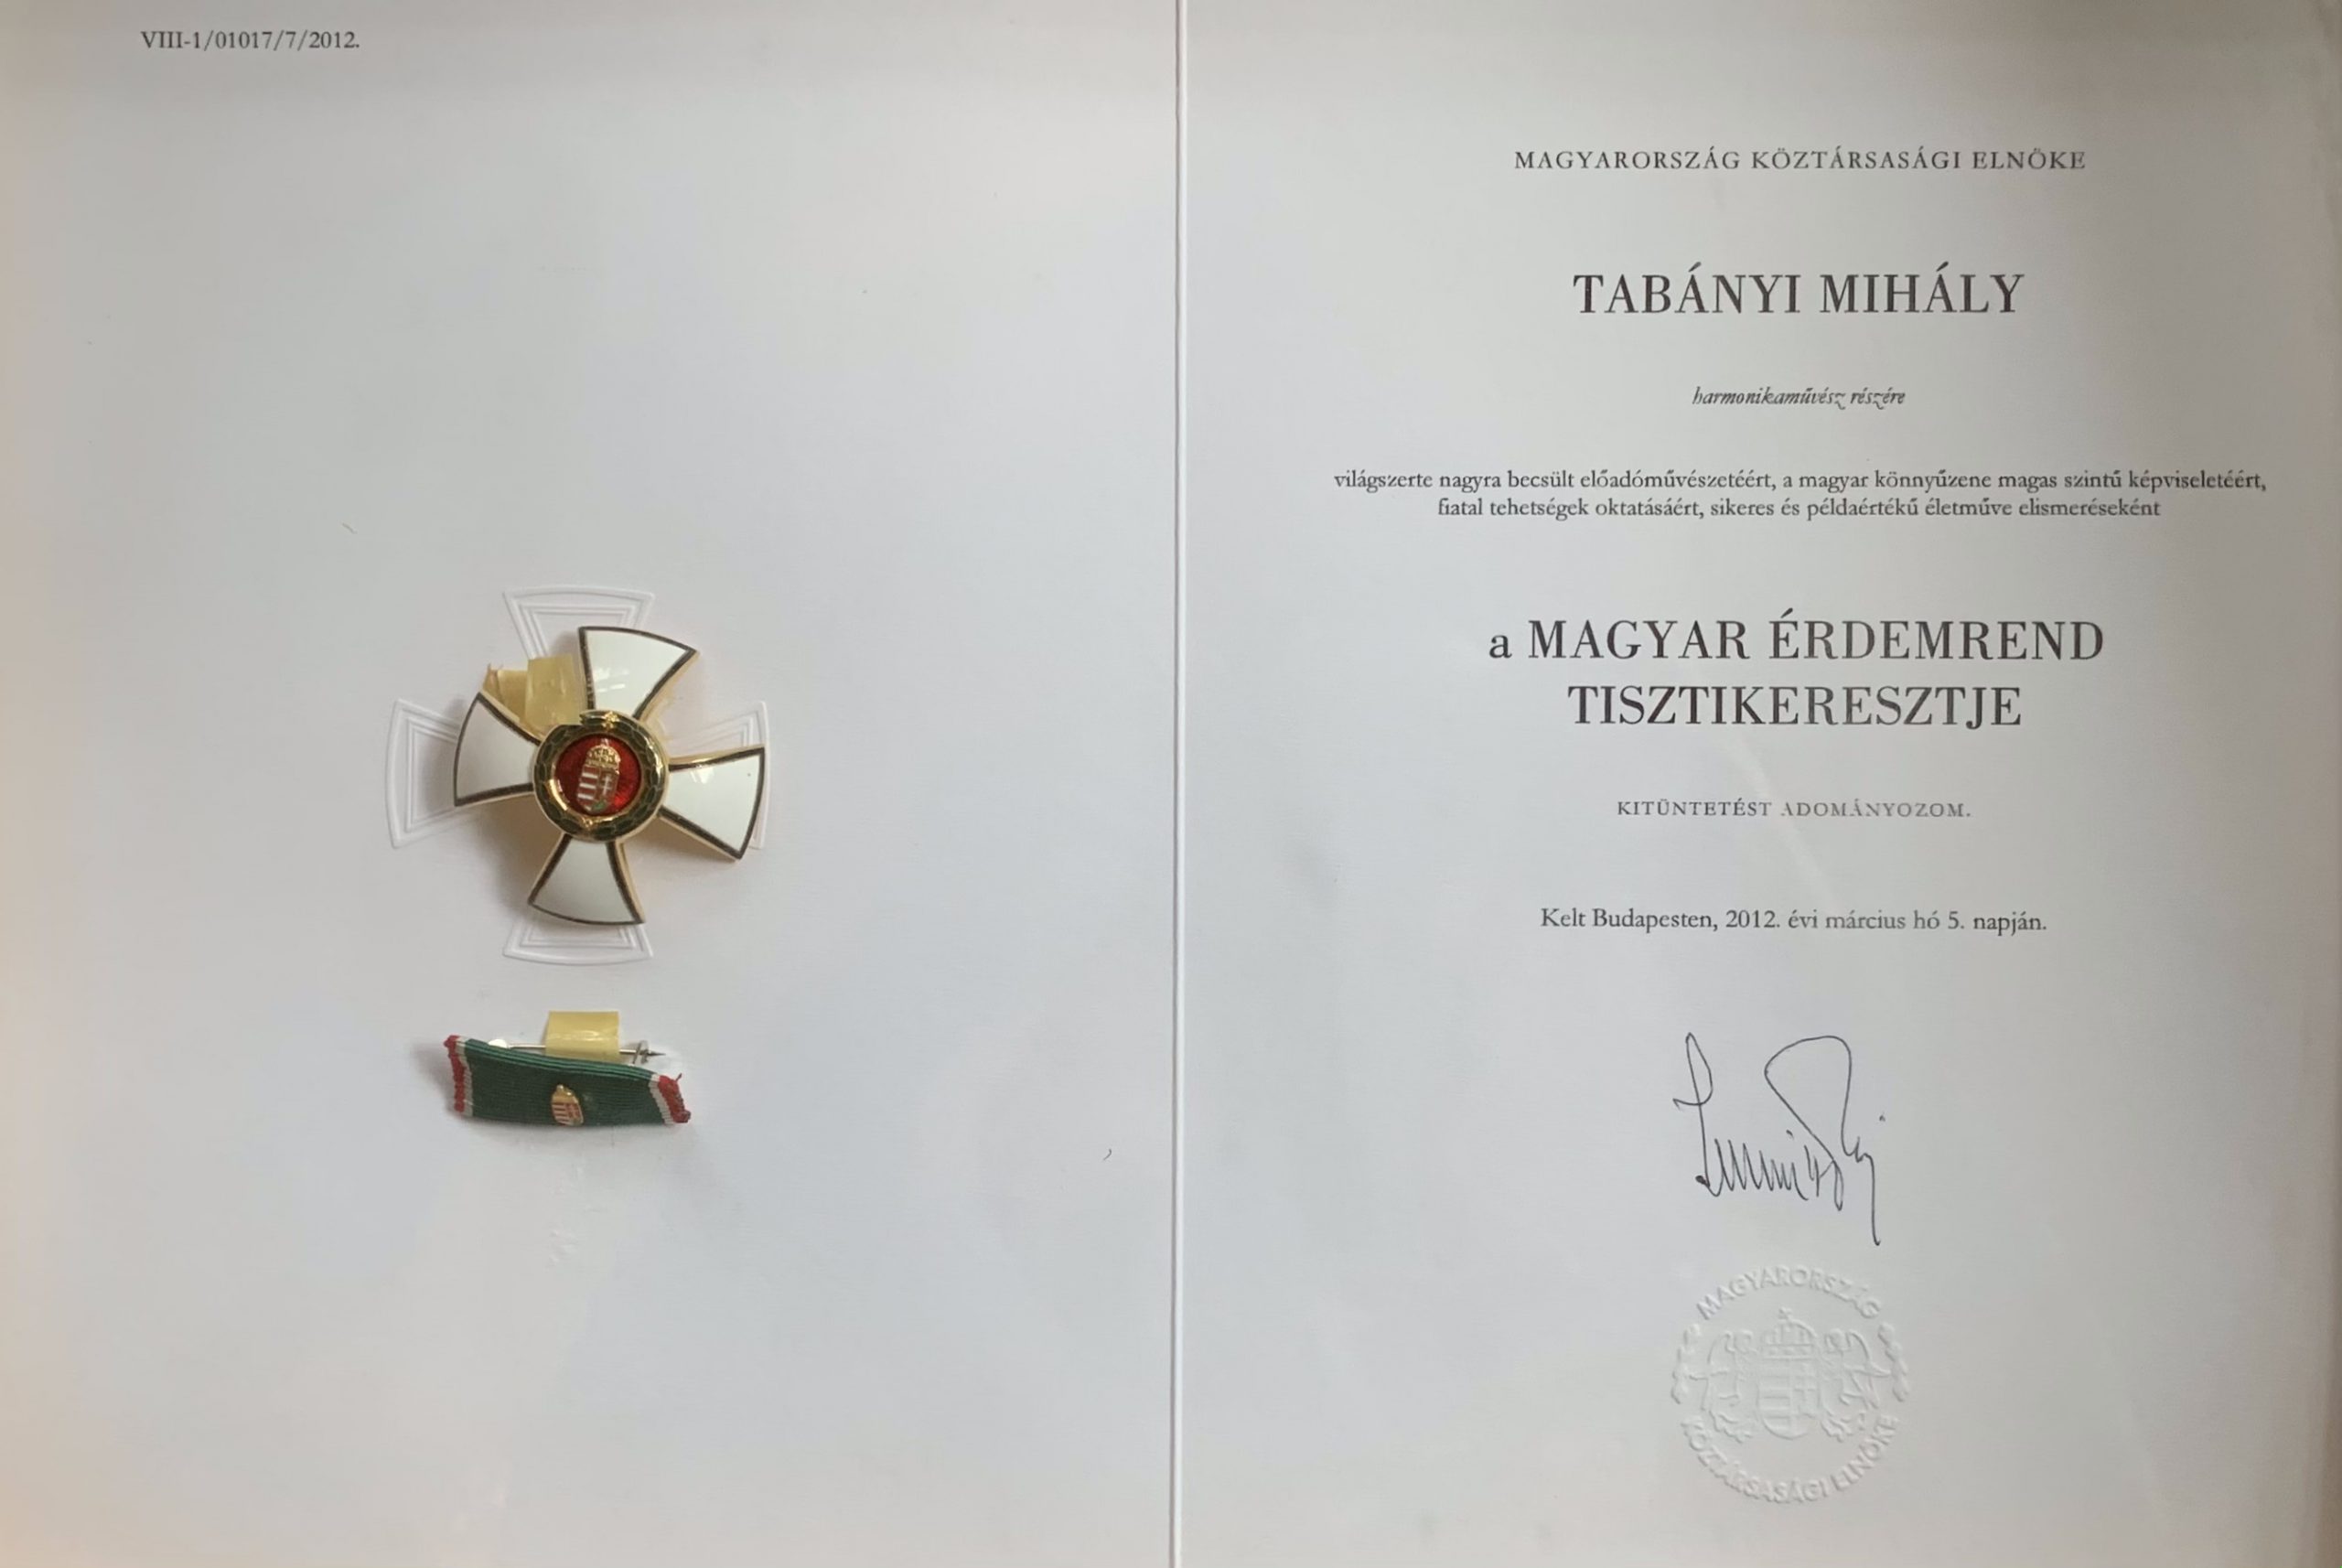 VIII-1/01017/7/2012.
MAGYARORSZÁG KÖZTÁRSASÁGI ELNÖKE
TABÁNYI MIHÁLY
harmonikaművész részére
világszerte nagyra becsült előadóművészetéért, a magyar könnyűzene magas szintű képviseletéért,
fiatal tehetségek oktatásáért, sikeres és példaértékű életműve elismeréseként
a MAGYAR ÉRDEMREND
TISZTIKERESZTJE
KITÜNTETÉST ADOMÁNYOZOM.
Kelt Budapesten, 2012. évi március hó 5. napján.
MAGYARORSZÁG
KÖZTÁRSASÁGI ELNÖKE